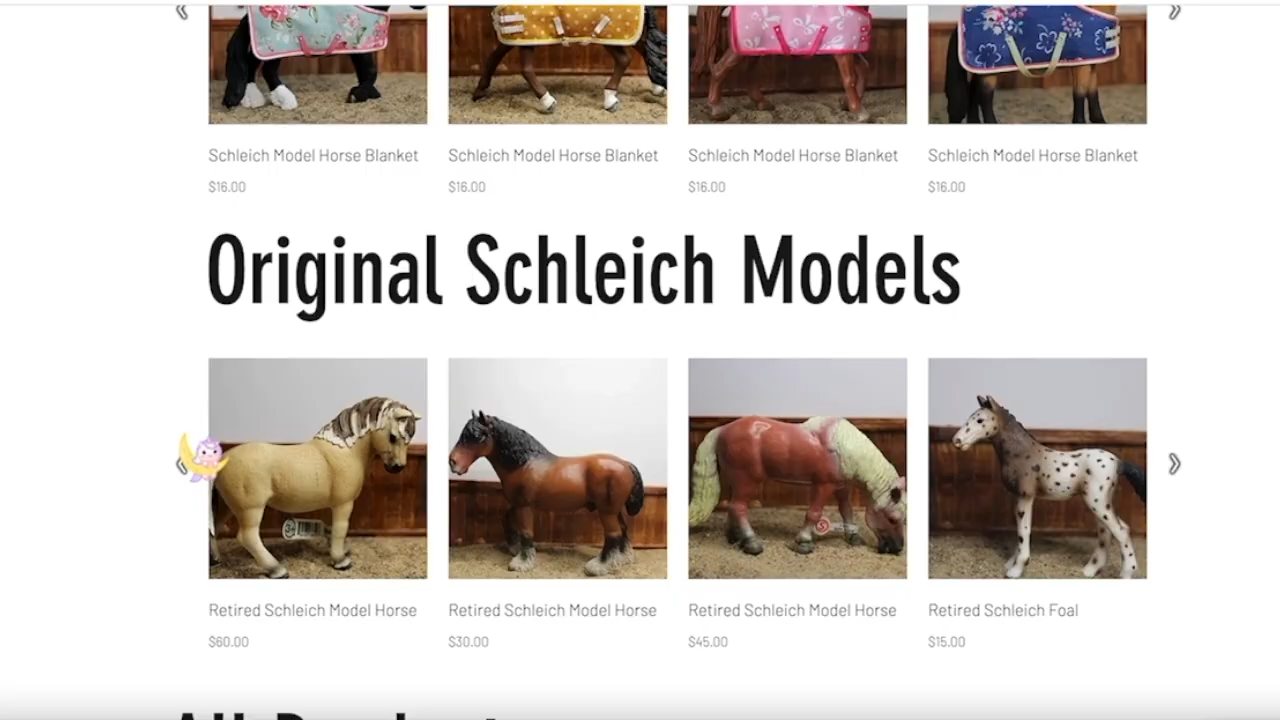 Schleich Model Horse Blanket
Schleich Model Horse Blanket
Schleich Model Horse Blanket
Schleich Model Horse Blanket
$16.00
$16.00
$16.00
$16.00
Original Schleich Models
Retired Schleich Model Horse
Retired Schleich Model Horse
Retired Schleich Model Horse
Retired Schleich Foal
$60.00
$30.00
$45.00
$15.00